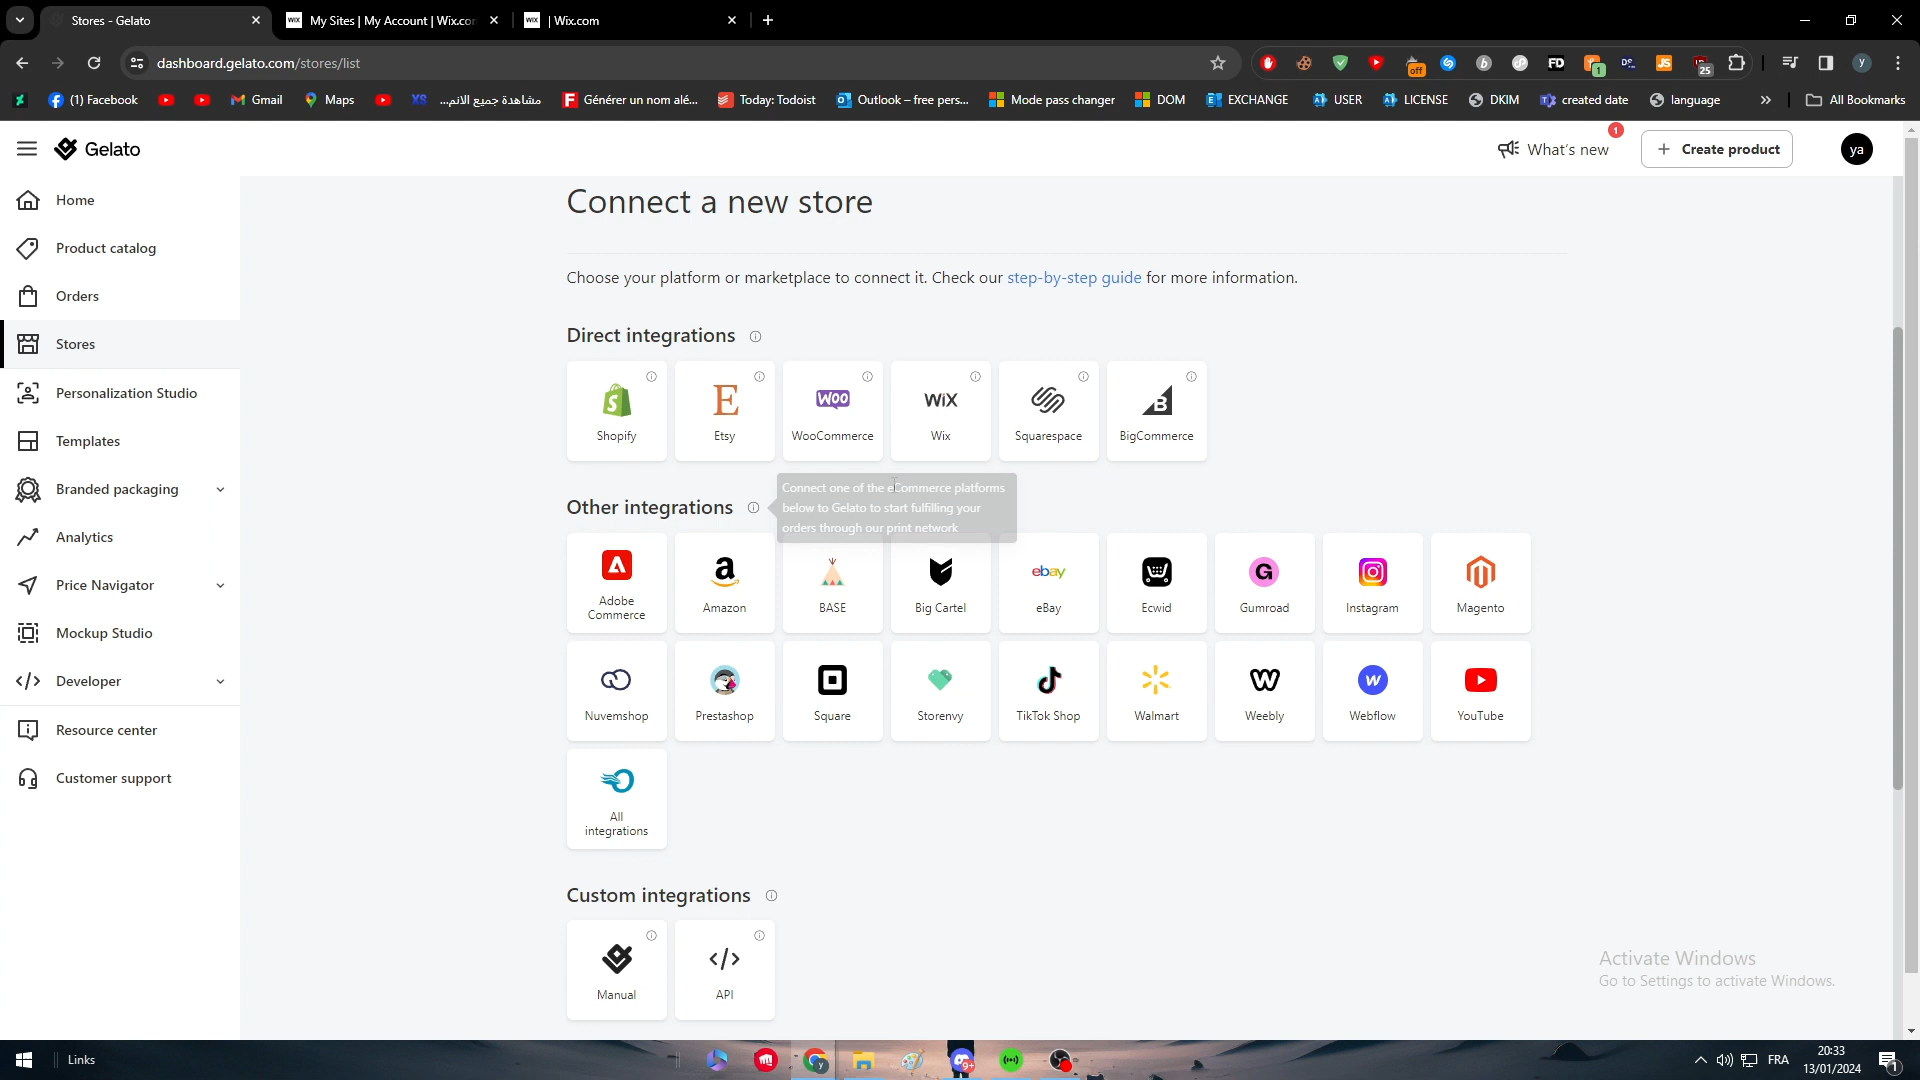 Stores - Gelato
My Sites | My Account | Wix.com
| Wix.com
dashboard.gelato.com/stores/list
(1) Facebook
Gmail
Maps
مشاهدة جميع الانم...
Générer un nom alé...
Today: Todoist
Outlook – free pers...
Mode pass changer
DOM
EXCHANGE
USER
LICENSE
DKIM
created date
language
All Bookmarks
Gelato
What's new
1
Create product
ya
Home
Product catalog
Orders
Stores
Personalization Studio
Templates
Branded packaging
Analytics
Price Navigator
Mockup Studio
Developer
Resource center
Customer support
Connect a new store
Choose your platform or marketplace to connect it. Check our step-by-step guide for more information.
Direct integrations
Shopify
Etsy
WooCommerce
Wix
Squarespace
BigCommerce
Other integrations
Connect one of the eCommerce platforms
below to Gelato to start fulfilling your
orders through our print network
Adobe
Commerce
Amazon
BASE
Big Cartel
eBay
Ecwid
Gumroad
Instagram
Magento
Nuvemshop
Prestashop
Square
Storenvy
TikTok Shop
Walmart
Weebly
Webflow
YouTube
All
integrations
Custom integrations
Manual
API
Activate Windows
Go to Settings to activate Windows.
Links
FRA
20:33
13/01/2024